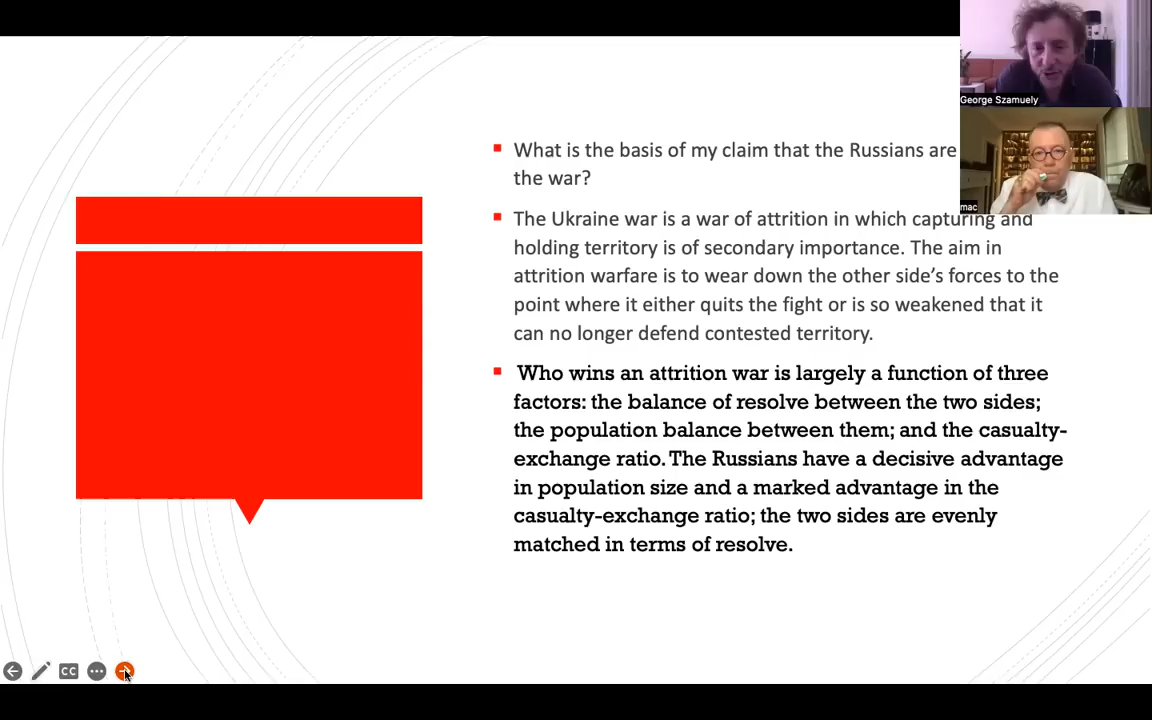 George Szamuely
mac
What is the basis of my claim that the Russians are
the war?
The Ukraine war is a war of attrition in which capturing and
holding territory is of secondary importance. The aim in
attrition warfare is to wear down the other side’s forces to the
point where it either quits the fight or is so weakened that it
can no longer defend contested territory.
Who wins an attrition war is largely a function of three
factors: the balance of resolve between the two sides;
the population balance between them; and the casualty-
exchange ratio. The Russians have a decisive advantage
in population size and a marked advantage in the
casualty-exchange ratio; the two sides are evenly
matched in terms of resolve.
CC